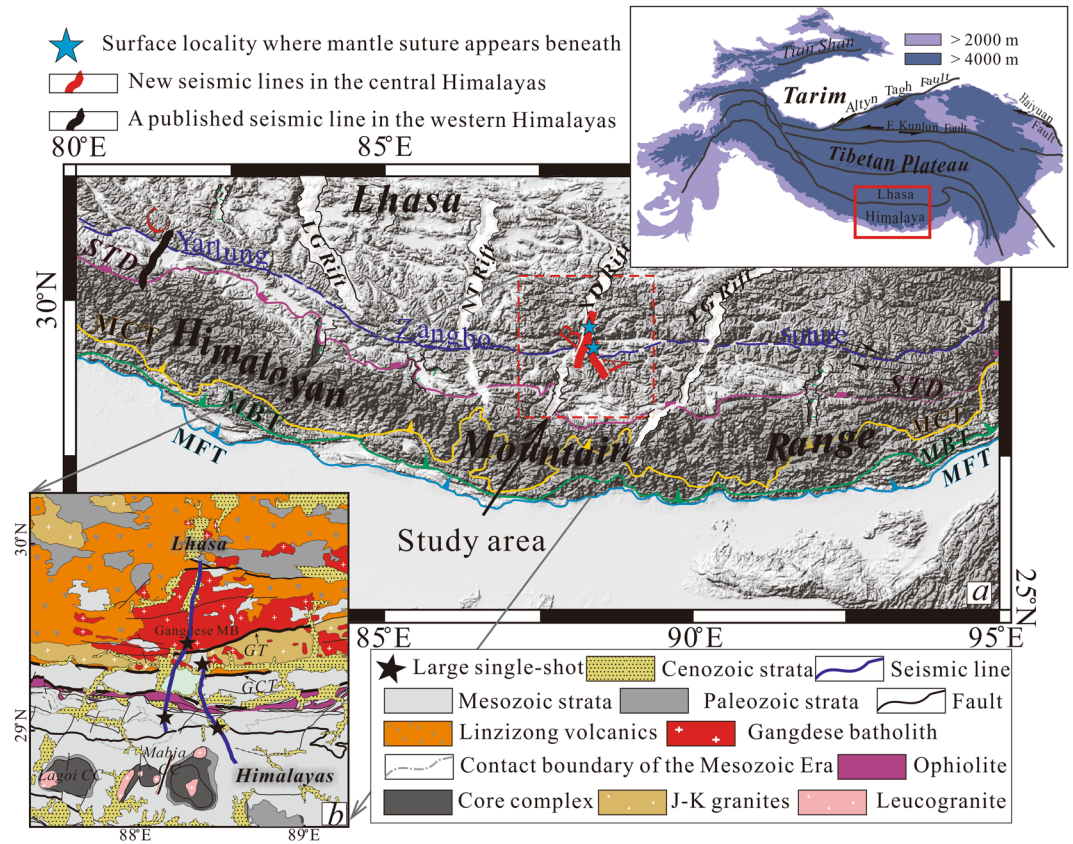 Surface locality where mantle suture appears beneath
New seismic lines in the central Himalayas
A published seismic line in the western Himalayas
> 2000 m
> 4000 m
Tian Shan
Tarim
Altyn Tagh Fault
Haiyuan Fault
E Kunlun Fault
Tibetan Plateau
Lhasa
Himalaya
80°E
85°E
30°N
Lhasa
Yarlung
Zangbo
suture
STD
STD
LG Rift
NT Rift
YD Rift
YG Rift
MCT
MCT
MBT
MBT
MFT
MFT
Himaloyan
Mountain
Range
Study area
a
25°N
85°E
90°E
95°E
30°N
29°N
Lhasa
Gangdese MB
GT
GCT
Mabja
CC
Lagoi CC
Himalayas
b
88°E
89°E
Large single-shot
Cenozoic strata
Seismic line
Mesozoic strata
Paleozoic strata
Fault
Linzizong volcanics
Gangdese batholith
Contact boundary of the Mesozoic Era
Ophiolite
Core complex
J-K granites
Leucogranite